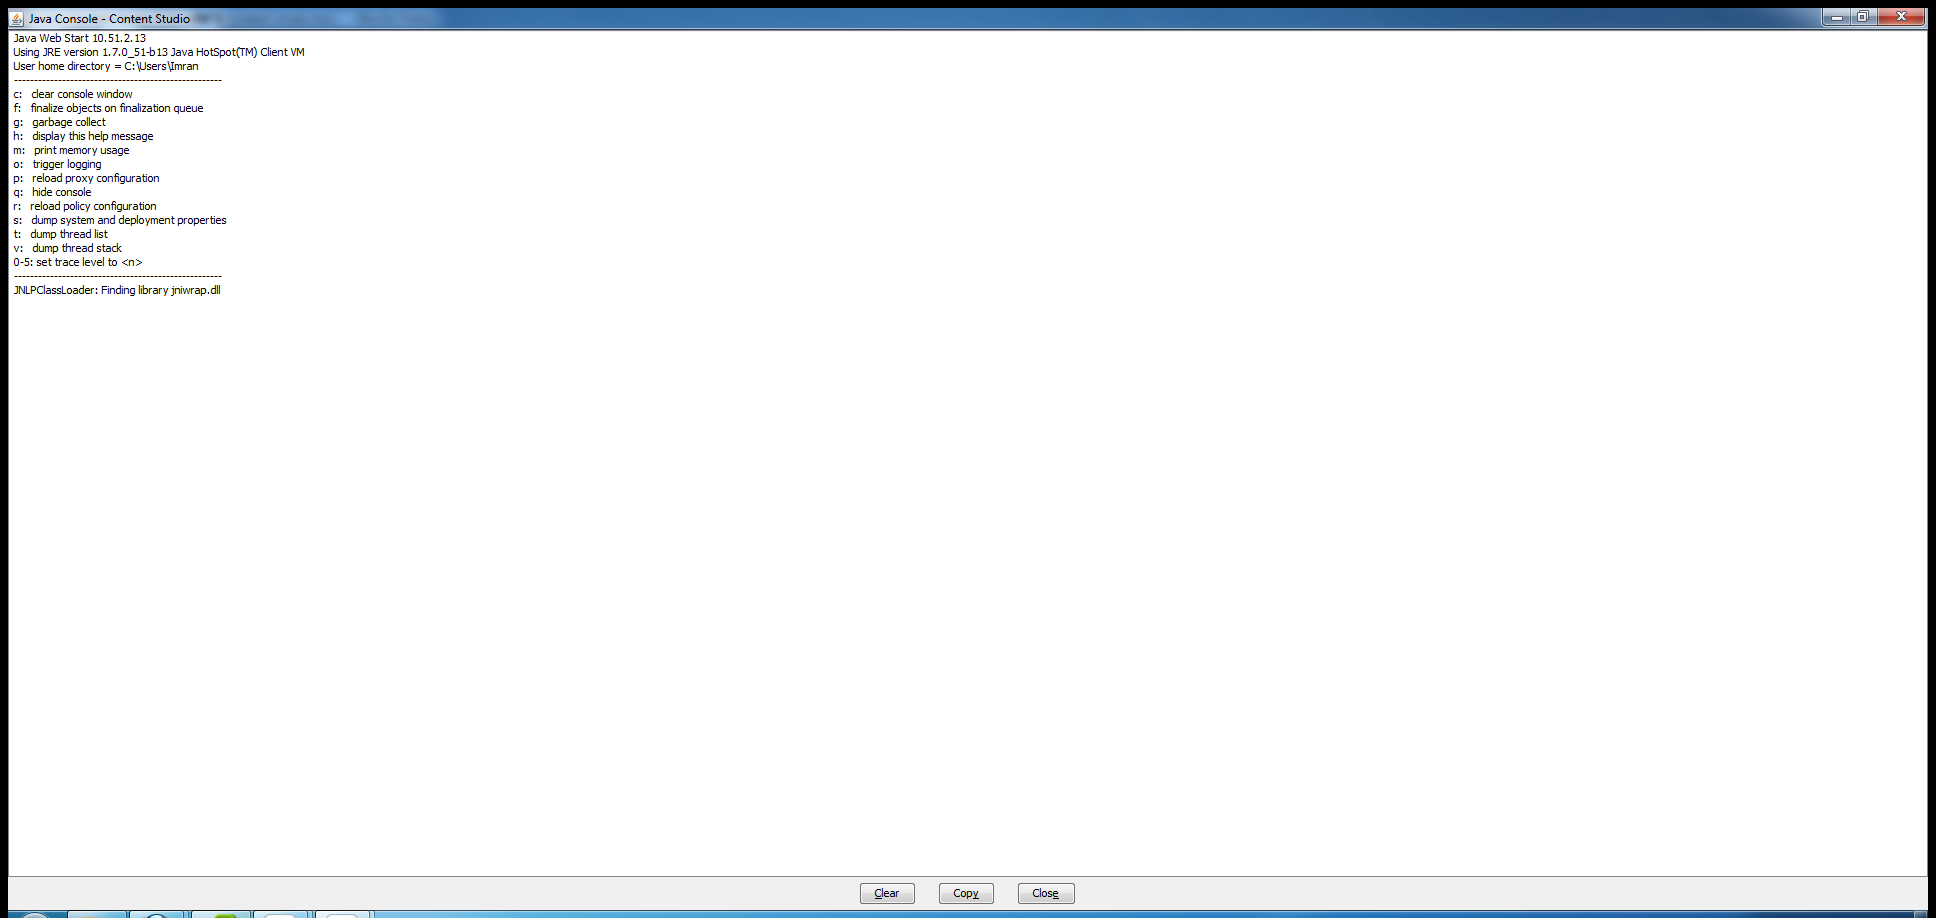 Java Console - Content Studio
Java Web Start 10.51.2.13
Using JRE version 1.7.0_51-b13 Java HotSpot(TM) Client VM
User home directory = C:\Users\Imran
----------------------------------------------------
c:   clear console window
f:   finalize objects on finalization queue
g:   garbage collect
h:   display this help message
m:   print memory usage
o:   trigger logging
p:   reload proxy configuration
q:   hide console
r:   reload policy configuration
s:   dump system and deployment properties
t:   dump thread list
v:   dump thread stack
0-5: set trace level to <n>
----------------------------------------------------
JNLPClassLoader: Finding library jniwrap.dll
Clear Copy Close